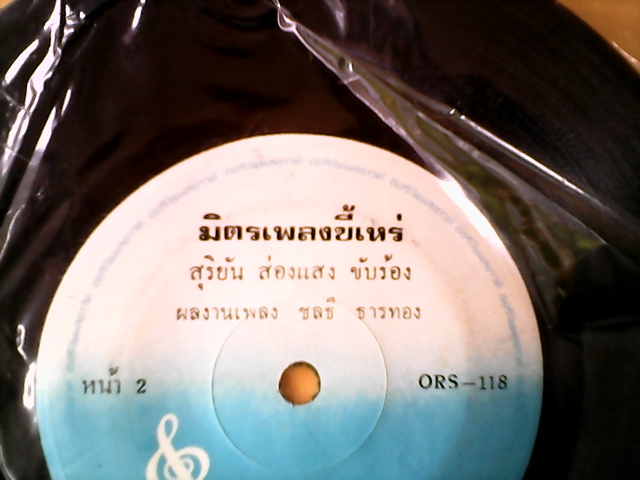 มิตรเพลงขี้เหร่
สุริยัน ส่องแสง ขับร้อง
ผลงานเพลง ชลธี ธารทอง
หน้า 2
ORS-118